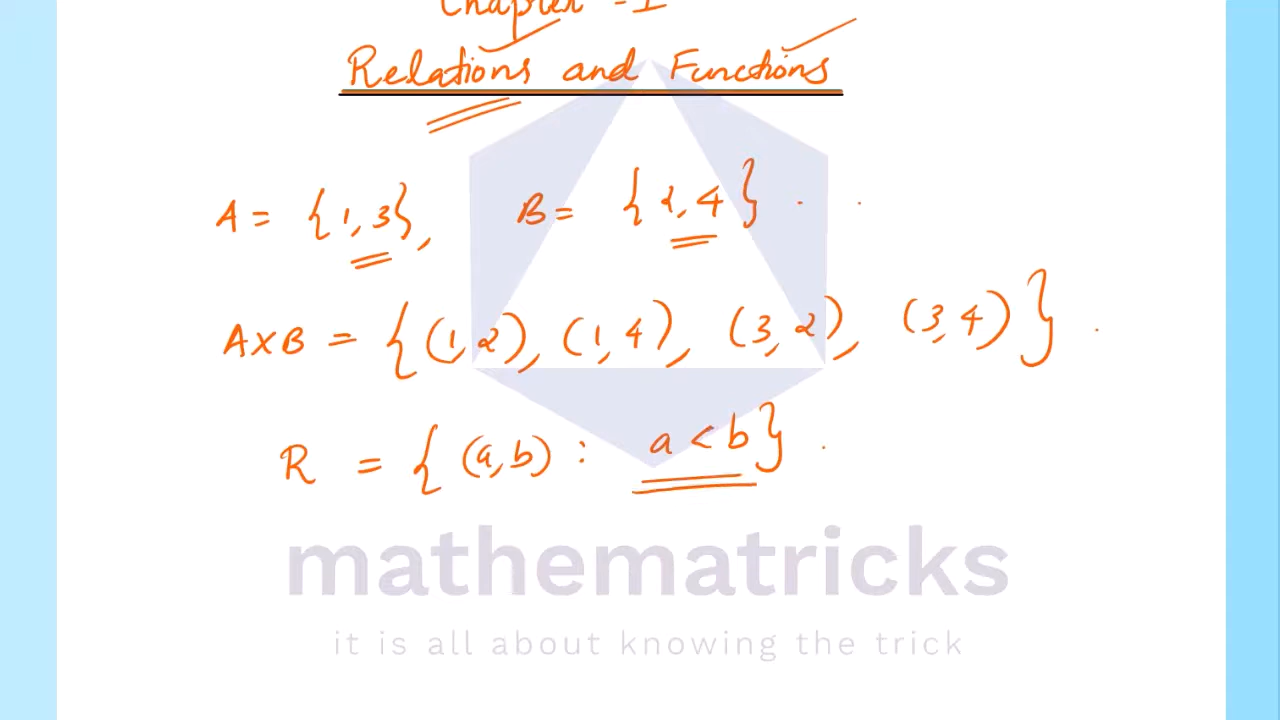 Chapter - I
Relations and Functions
A = {1, 3}, B = {2, 4}
A×B = {(1, 2), (1, 4), (3, 2), (3, 4)}
R = {(a, b) : a < b}
mathematricks
it is all about knowing the trick